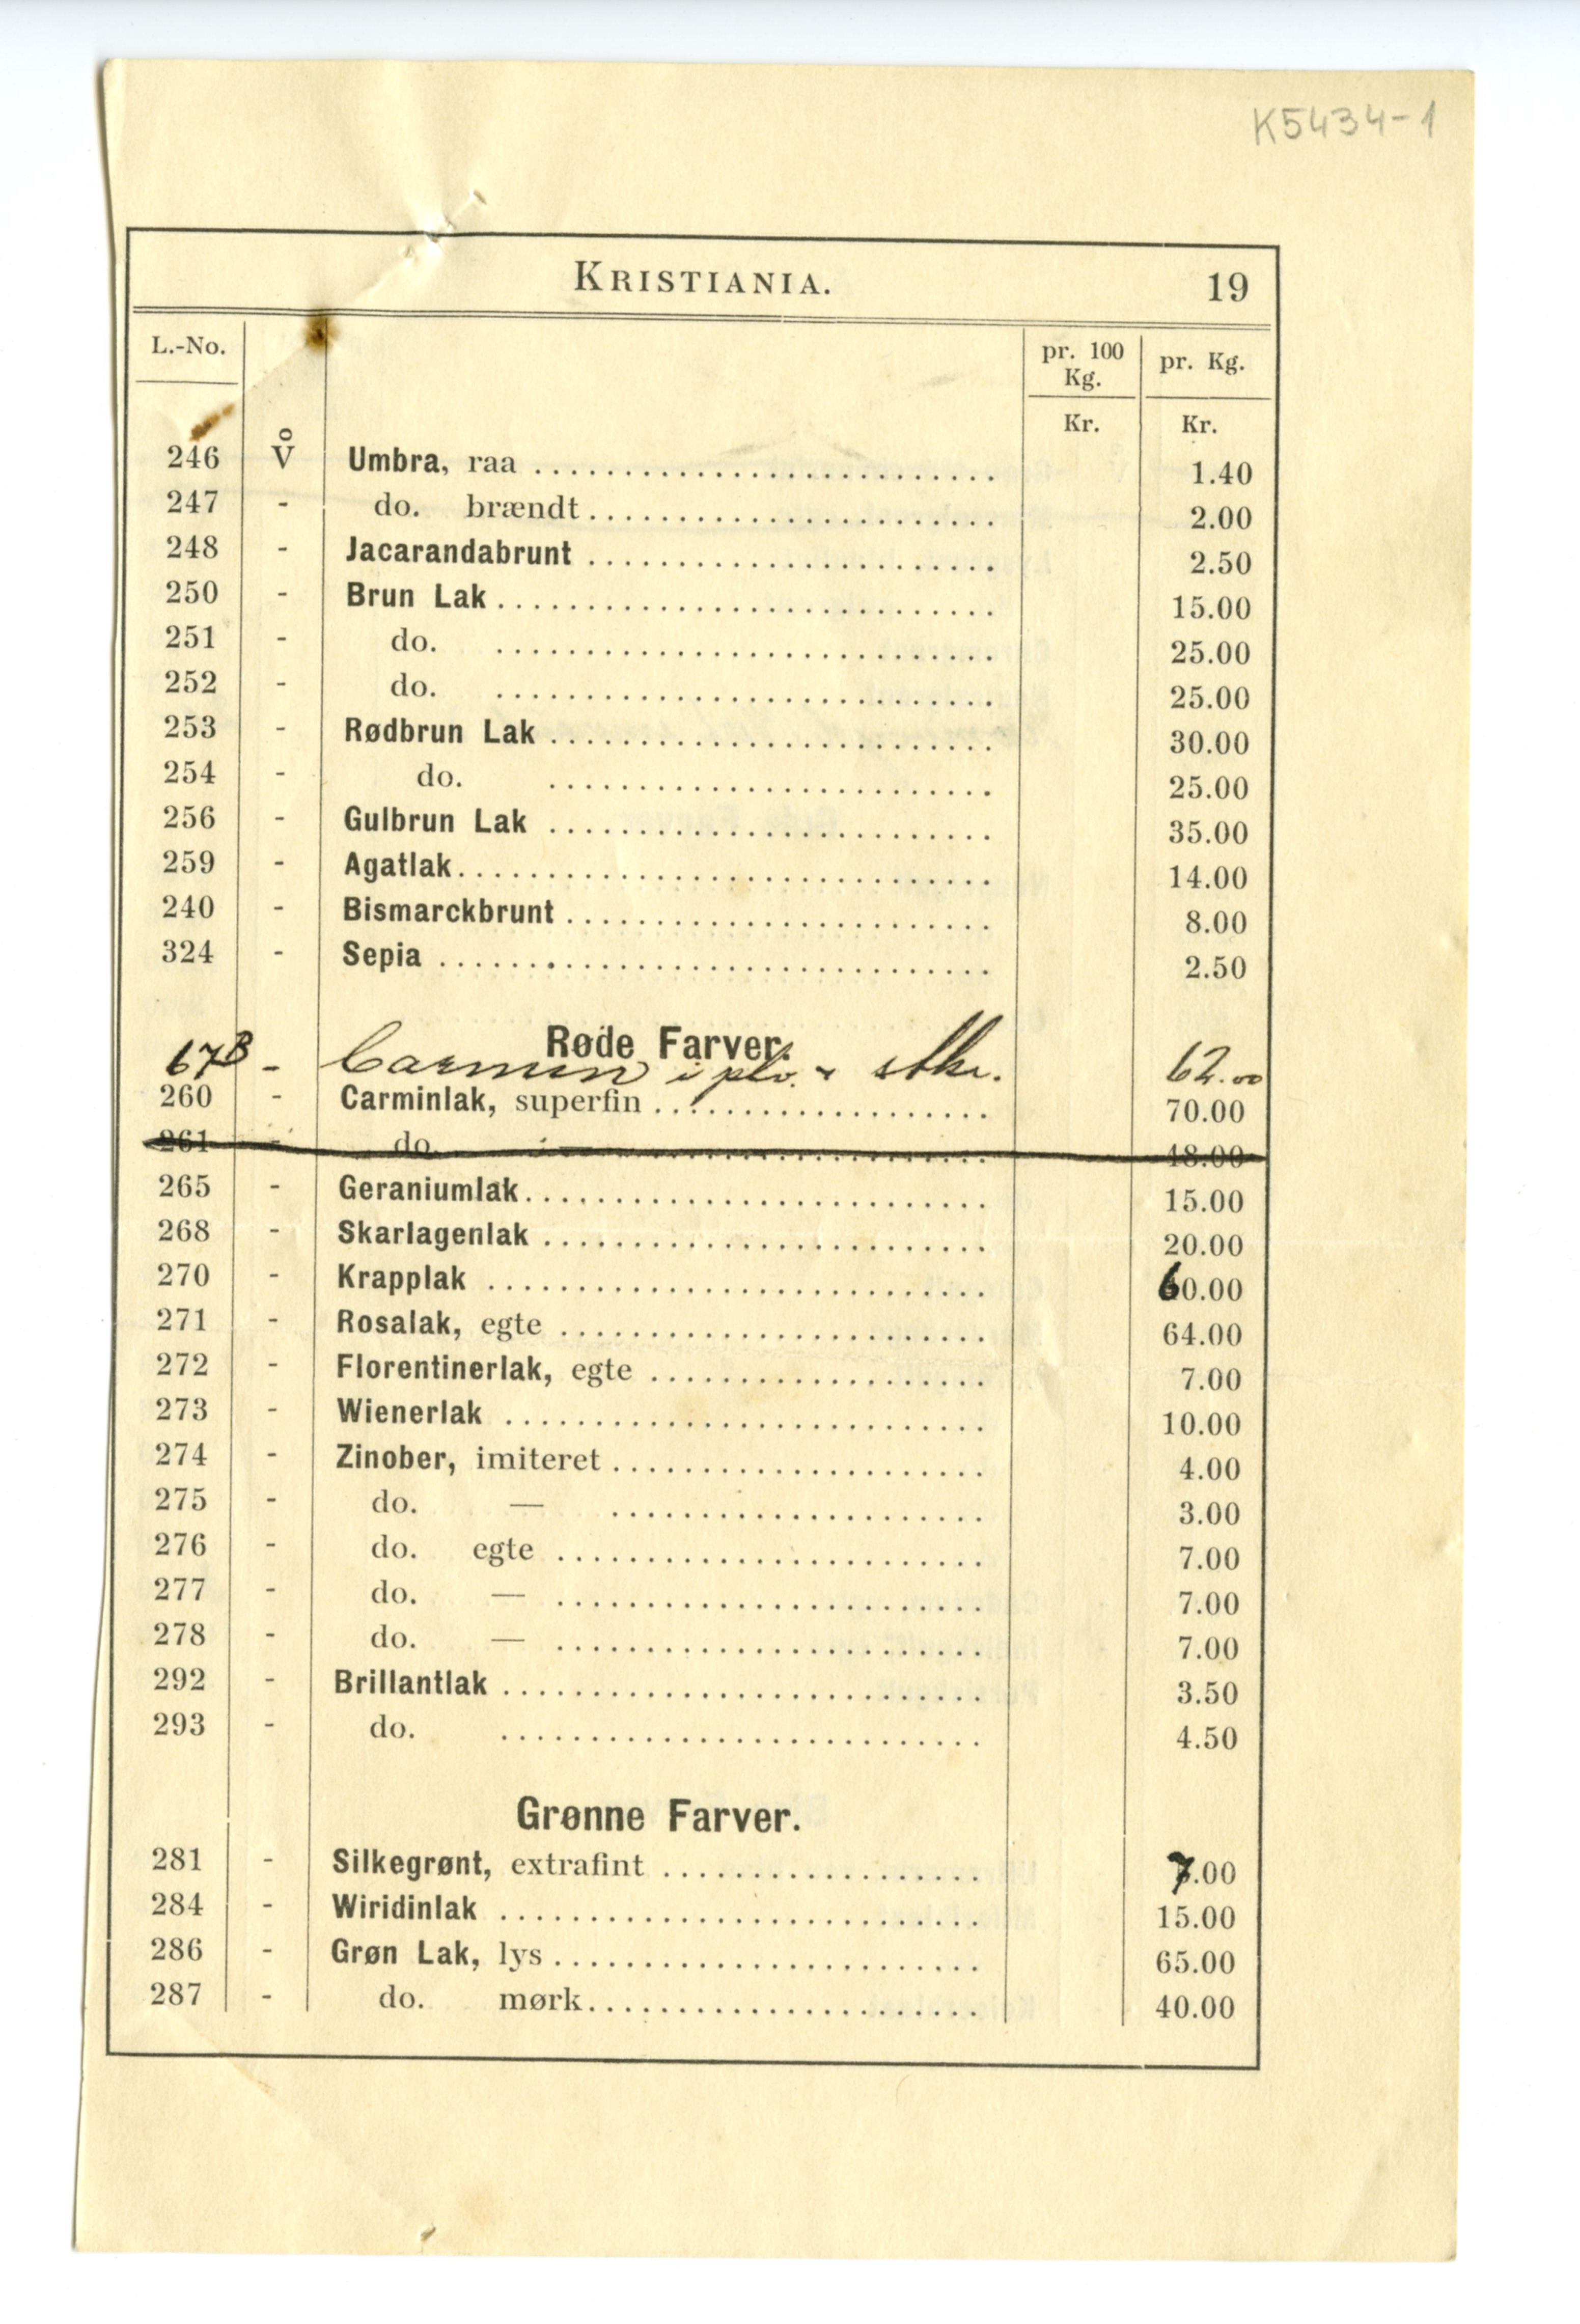 K5434-1
KRISTIANIA. 19
L.-No. pr. 100 Kg. pr. Kg.
Kr. Kr.
246 V̊ Umbra, raa .......................... 1.40
247 - do. brændt ....................... 2.00
248 - Jacarandabrunt ....................... 2.50
250 - Brun Lak ............................ 15.00
251 - do. ............................ 25.00
252 - do. ............................ 25.00
253 - Rødbrun Lak ......................... 30.00
254 - do. ......................... 25.00
256 - Gulbrun Lak ......................... 35.00
259 - Agatlak .............................. 14.00
240 - Bismarckbrunt ........................ 8.00
324 - Sepia ............................... 2.50
Røde Farver.
67B - Carmin i plv. & stkr. 62.00
260 - Carminlak, superfin ................... 70.00
261 - do. — .................... 48.00
265 - Geraniumlak .......................... 15.00
268 - Skarlagenlak ......................... 20.00
270 - Krapplak ............................ 60.00
271 - Rosalak, egte ........................ 64.00
272 - Florentinerlak, egte ................... 7.00
273 - Wienerlak ........................... 10.00
274 - Zinober, imiteret ..................... 4.00
275 - do. — ..................... 3.00
276 - do. egte ........................ 7.00
277 - do. — ........................ 7.00
278 - do. — ........................ 7.00
292 - Brillantlak ........................... 3.50
293 - do. ........................... 4.50
Grønne Farver.
281 - Silkegrønt, extrafint .................. 7.00
284 - Wiridinlak ........................... 15.00
286 - Grøn Lak, lys ........................ 65.00
287 - do. mørk ...................... 40.00